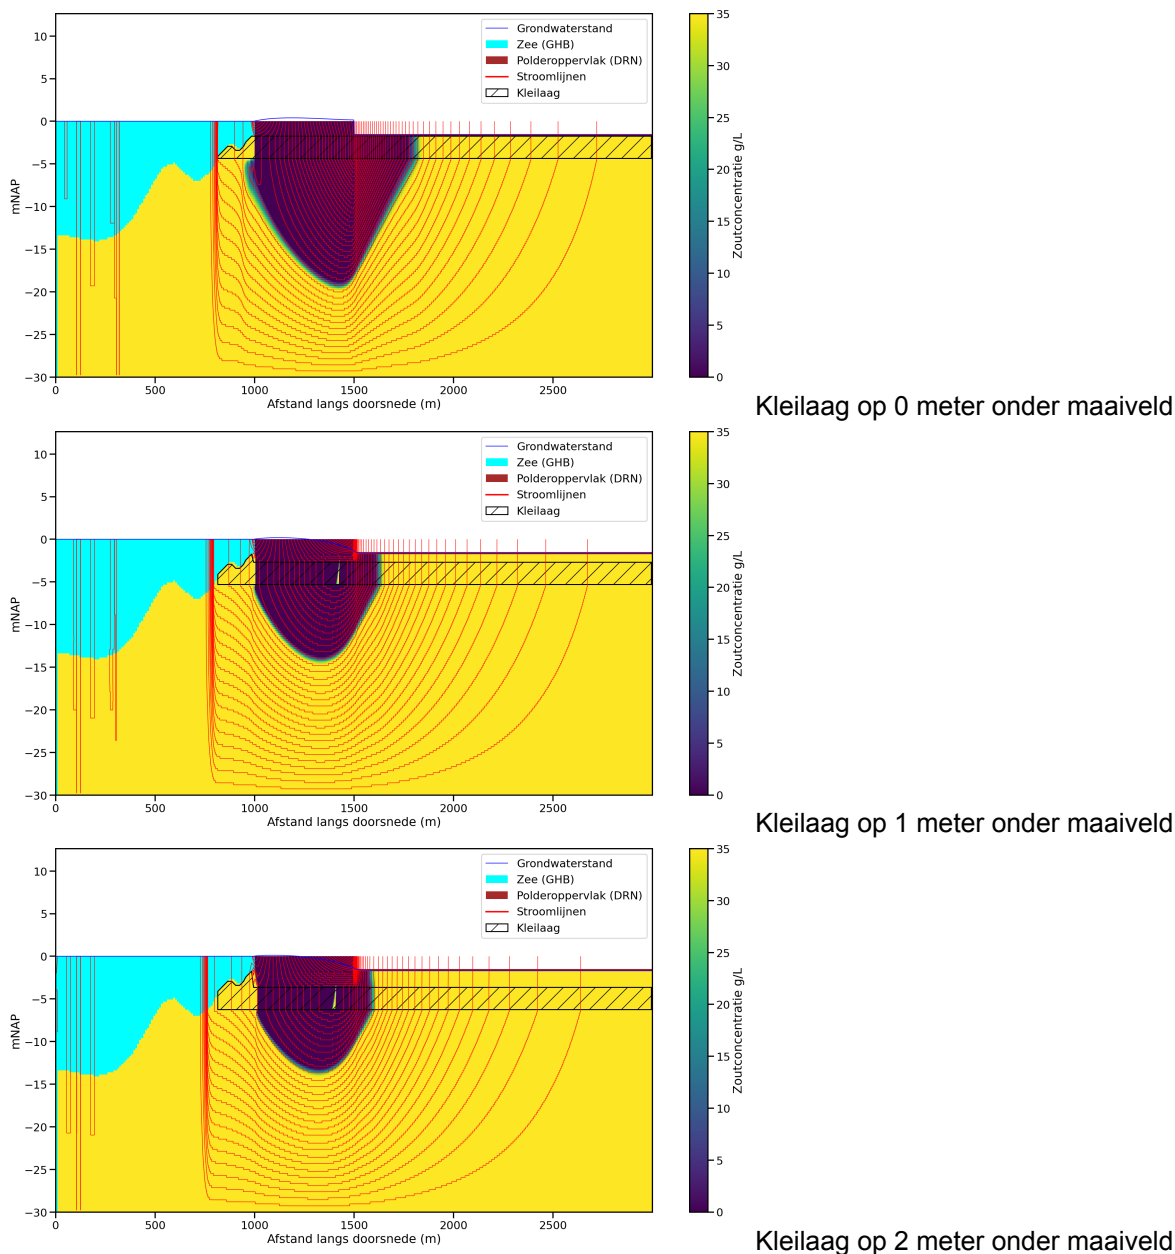 Grondwaterstand
Zee (GHB)
Polderoppervlak (DRN)
Stroomlijnen
Kleilaag
10
5
0
−5
−10
−15
−20
−25
−30
mNAP
0 500 1000 1500 2000 2500
Afstand langs doorsnede (m)
35
30
25
20
15
10
5
0
Zoutconcentratie g/L
Kleilaag op 0 meter onder maaiveld
Grondwaterstand
Zee (GHB)
Polderoppervlak (DRN)
Stroomlijnen
Kleilaag
10
5
0
−5
−10
−15
−20
−25
−30
mNAP
0 500 1000 1500 2000 2500
Afstand langs doorsnede (m)
35
30
25
20
15
10
5
0
Zoutconcentratie g/L
Kleilaag op 1 meter onder maaiveld
Grondwaterstand
Zee (GHB)
Polderoppervlak (DRN)
Stroomlijnen
Kleilaag
10
5
0
−5
−10
−15
−20
−25
−30
mNAP
0 500 1000 1500 2000 2500
Afstand langs doorsnede (m)
35
30
25
20
15
10
5
0
Zoutconcentratie g/L
Kleilaag op 2 meter onder maaiveld